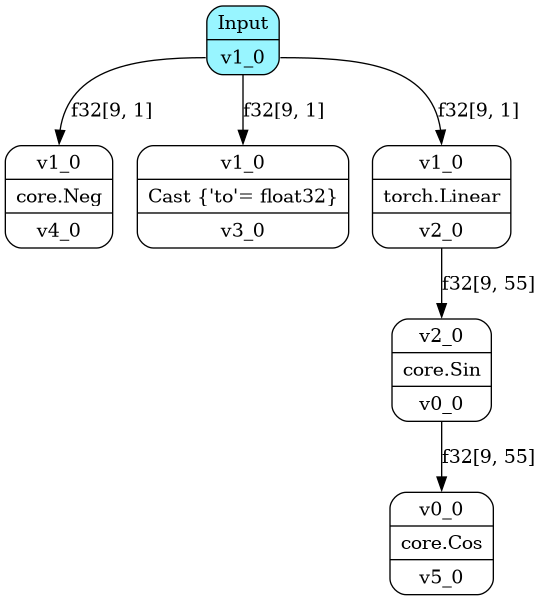 Input
v1_0
f32[9, 1]
f32[9, 1]
f32[9, 1]
v1_0
core.Neg
v4_0
v1_0
Cast {'to'= float32}
v3_0
v1_0
torch.Linear
v2_0
f32[9, 55]
v2_0
core.Sin
v0_0
f32[9, 55]
v0_0
core.Cos
v5_0